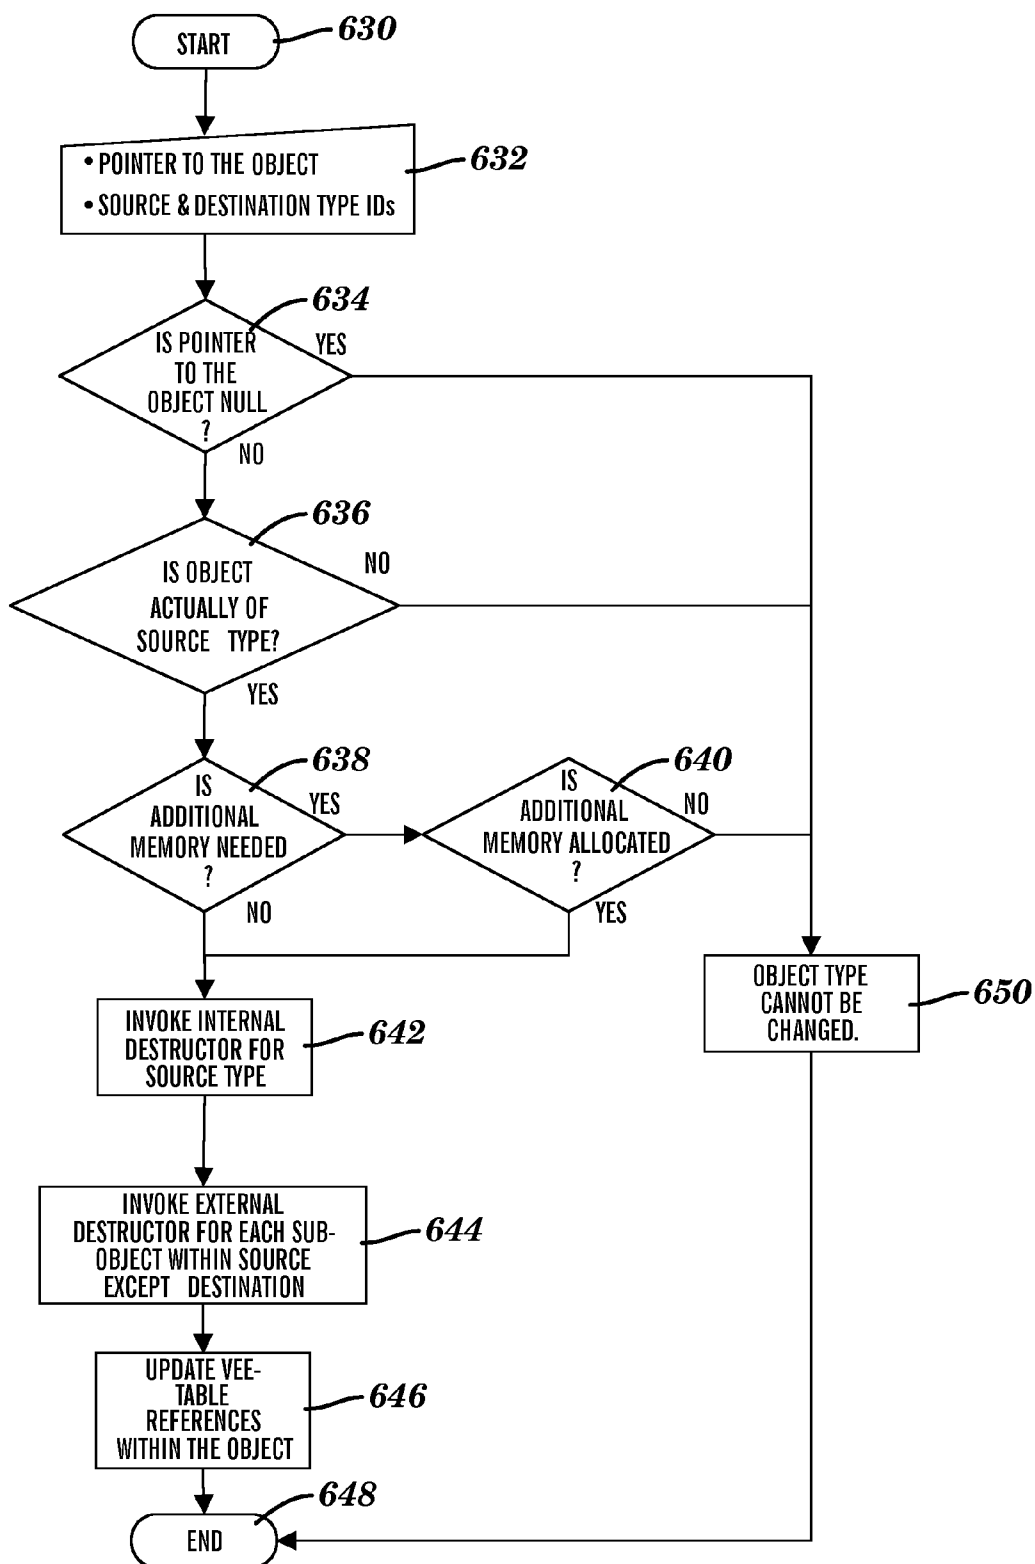 START
630
• POINTER TO THE OBJECT
• SOURCE & DESTINATION TYPE IDs
632
634
IS POINTER
TO THE
OBJECT NULL
?
YES
NO
636
IS OBJECT
ACTUALLY OF
SOURCE TYPE?
NO
YES
638
IS
ADDITIONAL
MEMORY NEEDED
?
YES
NO
640
IS
ADDITIONAL
MEMORY ALLOCATED
?
NO
YES
OBJECT TYPE
CANNOT BE
CHANGED.
650
INVOKE INTERNAL
DESTRUCTOR FOR
SOURCE TYPE
642
INVOKE EXTERNAL
DESTRUCTOR FOR EACH SUB-
OBJECT WITHIN SOURCE
EXCEPT DESTINATION
644
UPDATE VEE-
TABLE
REFERENCES
WITHIN THE OBJECT
646
648
END